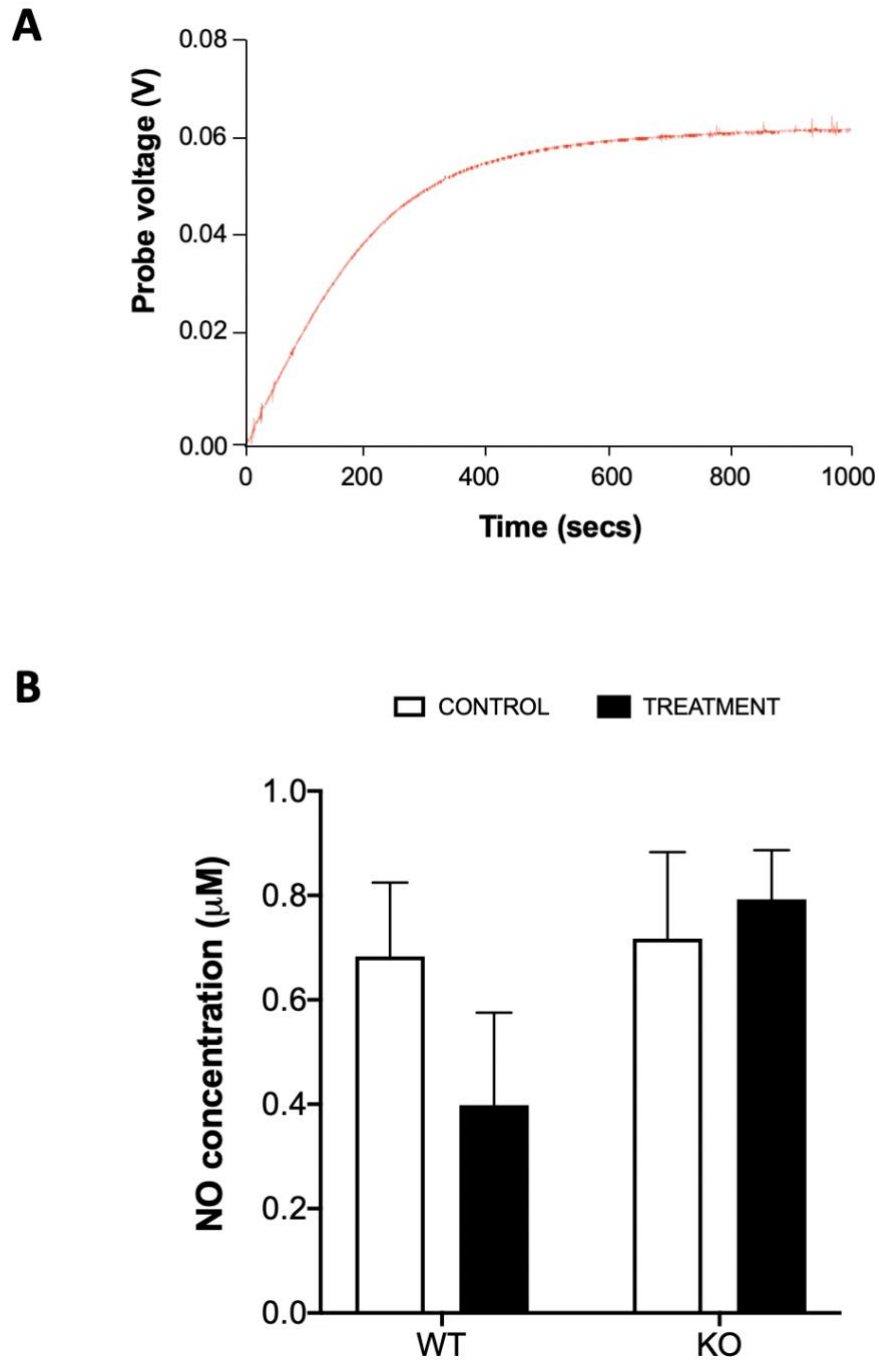 A
Probe voltage (V)
0.08
0.06
0.04
0.02
0.00
0 200 400 600 800 1000
Time (secs)
B
CONTROL TREATMENT
NO concentration (μM)
1.0
0.8
0.6
0.4
0.2
0.0
WT KO